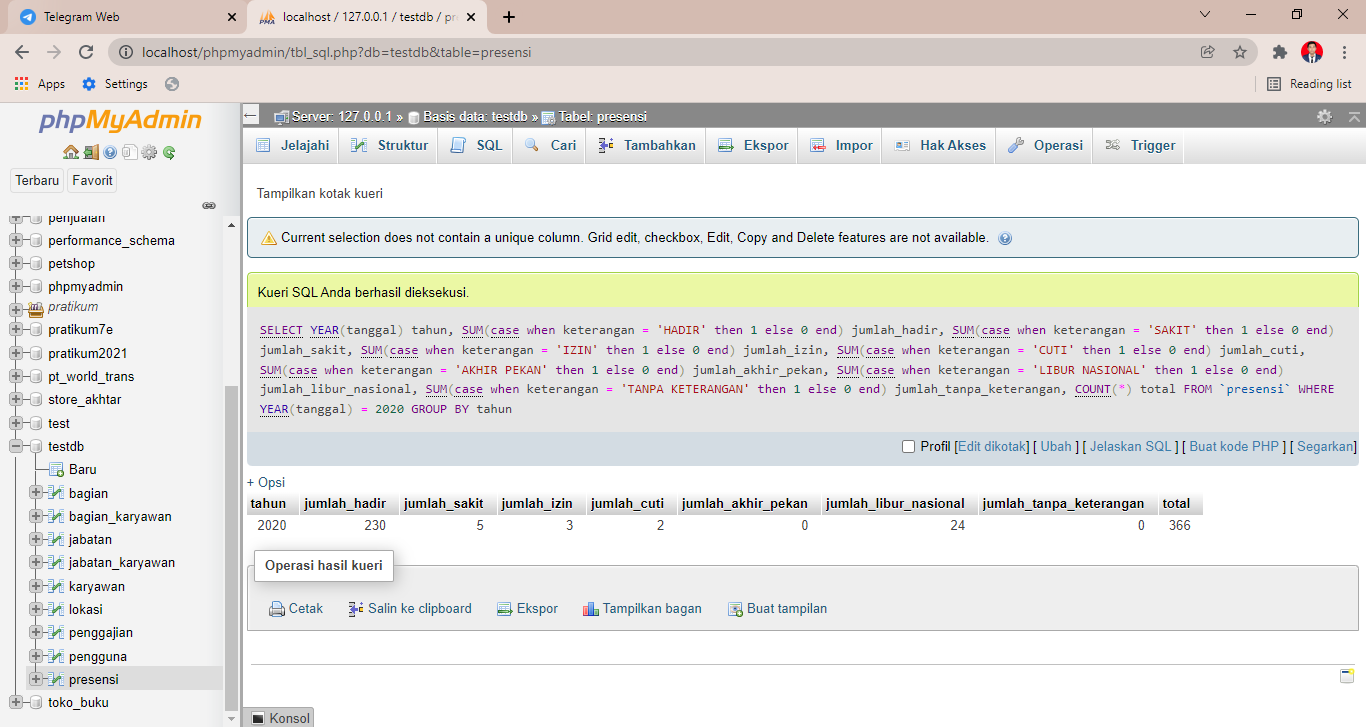 Telegram Web
localhost / 127.0.0.1 / testdb / pr
localhost/phpmyadmin/tbl_sql.php?db=testdb&table=presensi
Apps
Settings
Reading list
phpMyAdmin
Terbaru
Favorit
penjualan
performance_schema
petshop
phpmyadmin
pratikum
pratikum7e
pratikum2021
pt_world_trans
store_akhtar
test
testdb
Baru
bagian
bagian_karyawan
jabatan
jabatan_karyawan
karyawan
lokasi
penggajian
pengguna
presensi
toko_buku
Server: 127.0.0.1 » Basis data: testdb » Tabel: presensi
Jelajahi Struktur SQL Cari Tambahkan Ekspor Impor Hak Akses Operasi Trigger
Tampilkan kotak kueri
Current selection does not contain a unique column. Grid edit, checkbox, Edit, Copy and Delete features are not available.
Kueri SQL Anda berhasil dieksekusi.
SELECT YEAR(tanggal) tahun, SUM(case when keterangan = 'HADIR' then 1 else 0 end) jumlah_hadir, SUM(case when keterangan = 'SAKIT' then 1 else 0 end)
jumlah_sakit, SUM(case when keterangan = 'IZIN' then 1 else 0 end) jumlah_izin, SUM(case when keterangan = 'CUTI' then 1 else 0 end) jumlah_cuti,
SUM(case when keterangan = 'AKHIR PEKAN' then 1 else 0 end) jumlah_akhir_pekan, SUM(case when keterangan = 'LIBUR NASIONAL' then 1 else 0 end)
jumlah_libur_nasional, SUM(case when keterangan = 'TANPA KETERANGAN' then 1 else 0 end) jumlah_tanpa_keterangan, COUNT(*) total FROM `presensi` WHERE
YEAR(tanggal) = 2020 GROUP BY tahun
Profil [Edit dikotak] [ Ubah ] [ Jelaskan SQL ] [ Buat kode PHP ] [ Segarkan]
+ Opsi
tahun jumlah_hadir jumlah_sakit jumlah_izin jumlah_cuti jumlah_akhir_pekan jumlah_libur_nasional jumlah_tanpa_keterangan total
2020 230 5 3 2 0 24 0 366
Operasi hasil kueri
Cetak Salin ke clipboard Ekspor Tampilkan bagan Buat tampilan
Konsol